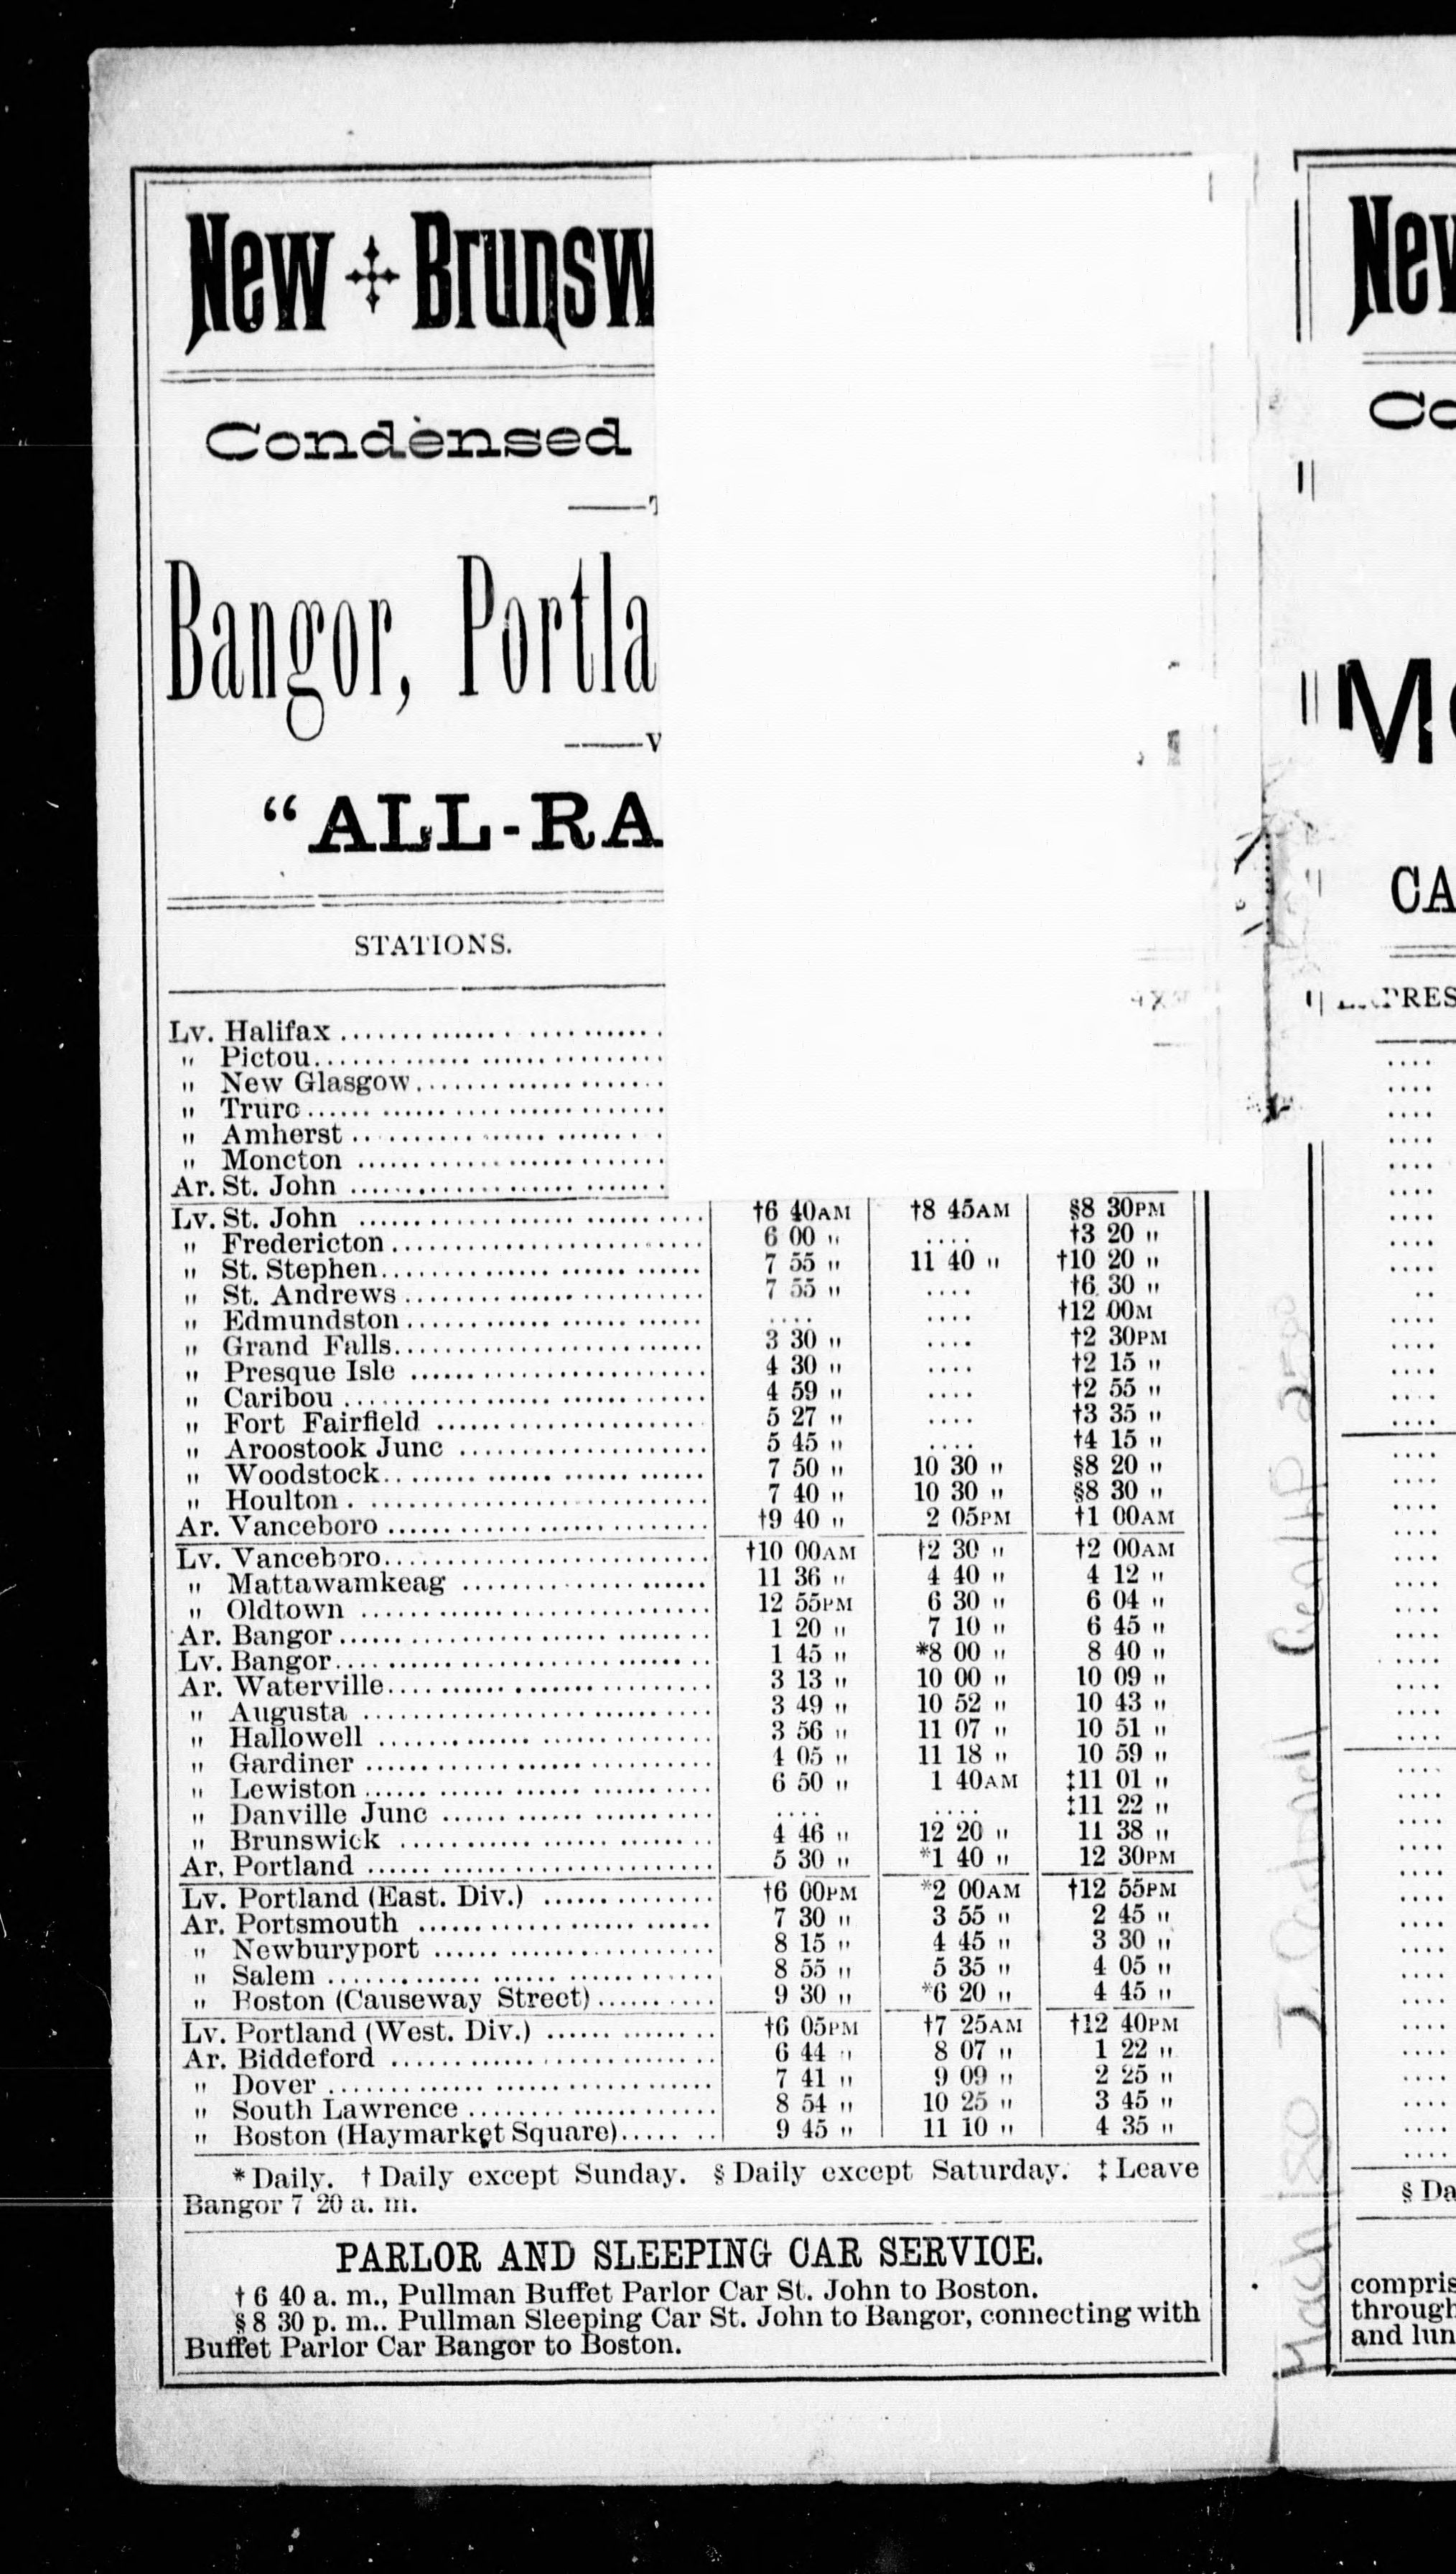 New Brunsw
Condensed
Bangor, Portla
"ALL-RA
STATIONS.
Lv. Halifax
" Pictou
" New Glasgow
" Truro
" Amherst
" Moncton
Ar. St. John
Lv. St. John †6 40AM †8 45AM §8 30PM
" Fredericton 6 00 " .... †3 20 "
" St. Stephen 7 55 " 11 40 " †10 20 "
" St. Andrews 7 55 " .... †6 30 "
" Edmundston .... .... †12 00M
" Grand Falls 3 30 " .... †2 30PM
" Presque Isle 4 30 " .... †2 15 "
" Caribou 4 59 " .... †2 55 "
" Fort Fairfield 5 27 " .... †3 35 "
" Aroostook Junc 5 45 " .... †4 15 "
" Woodstock 7 50 " 10 30 " §8 20 "
" Houlton 7 40 " 10 30 " §8 30 "
Ar. Vanceboro †9 40 " 2 05PM †1 00AM
Lv. Vanceboro †10 00AM †2 30 " †2 00AM
" Mattawamkeag 11 36 " 4 40 " 4 12 "
" Oldtown 12 55PM 6 30 " 6 04 "
Ar. Bangor 1 20 " 7 10 " 6 45 "
Lv. Bangor 1 45 " *8 00 " 8 40 "
Ar. Waterville 3 13 " 10 00 " 10 09 "
" Augusta 3 49 " 10 52 " 10 43 "
" Hallowell 3 56 " 11 07 " 10 51 "
" Gardiner 4 05 " 11 18 " 10 59 "
" Lewiston 6 50 " 1 40AM ‡11 01 "
" Danville Junc .... .... ‡11 22 "
" Brunswick 4 46 " 12 20 " 11 38 "
Ar. Portland 5 30 " *1 40 " 12 30PM
Lv. Portland (East. Div.) †6 00PM *2 00AM †12 55PM
Ar. Portsmouth 7 30 " 3 55 " 2 45 "
" Newburyport 8 15 " 4 45 " 3 30 "
" Salem 8 55 " 5 35 " 4 05 "
" Boston (Causeway Street) 9 30 " *6 20 " 4 45 "
Lv. Portland (West. Div.) †6 05PM †7 25AM †12 40PM
Ar. Biddeford 6 44 " 8 07 " 1 22 "
" Dover 7 41 " 9 09 " 2 25 "
" South Lawrence 8 54 " 10 25 " 3 45 "
" Boston (Haymarket Square) 9 45 " 11 10 " 4 35 "
* Daily. † Daily except Sunday. § Daily except Saturday. ‡ Leave
Bangor 7 20 a. m.
PARLOR AND SLEEPING CAR SERVICE.
† 6 40 a. m., Pullman Buffet Parlor Car St. John to Boston.
§ 8 30 p. m.. Pullman Sleeping Car St. John to Bangor, connecting with
Buffet Parlor Car Bangor to Boston.
New
Co
Mo
CA
PRES
§ Da
compris
through
and lun